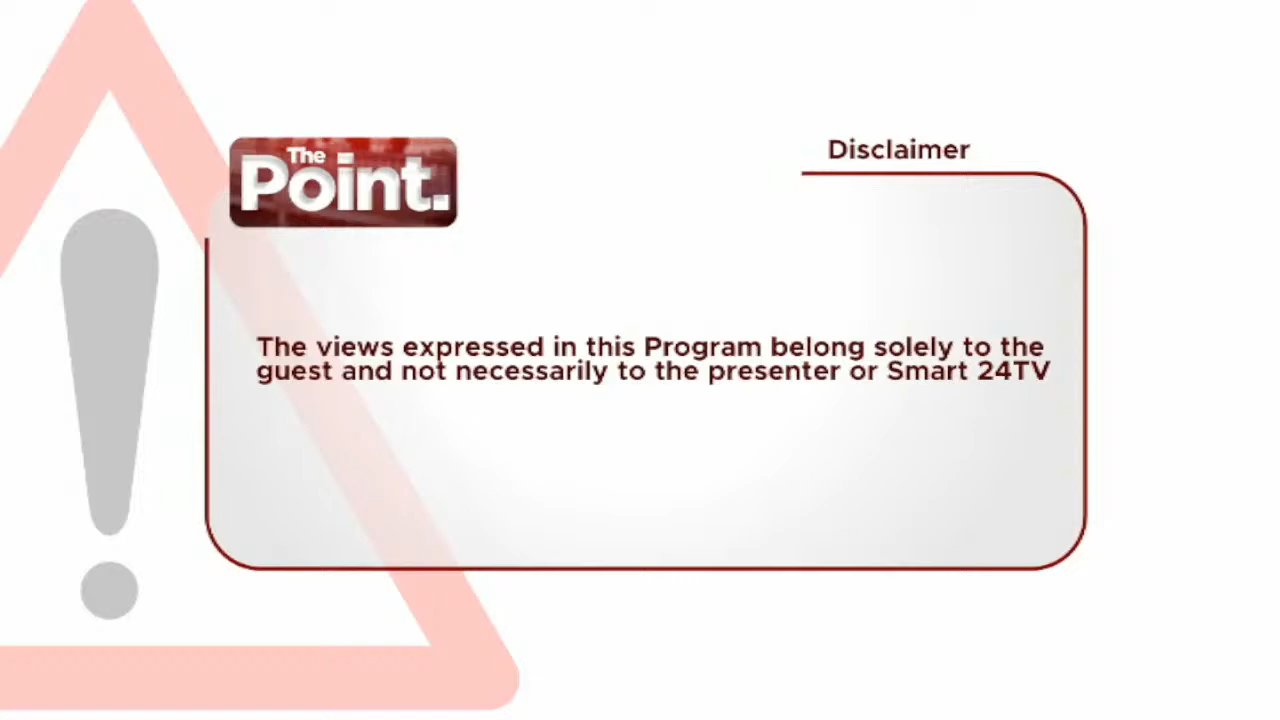 The
Point.
Disclaimer
The views expressed in this Program belong solely to the
guest and not necessarily to the presenter or Smart 24TV